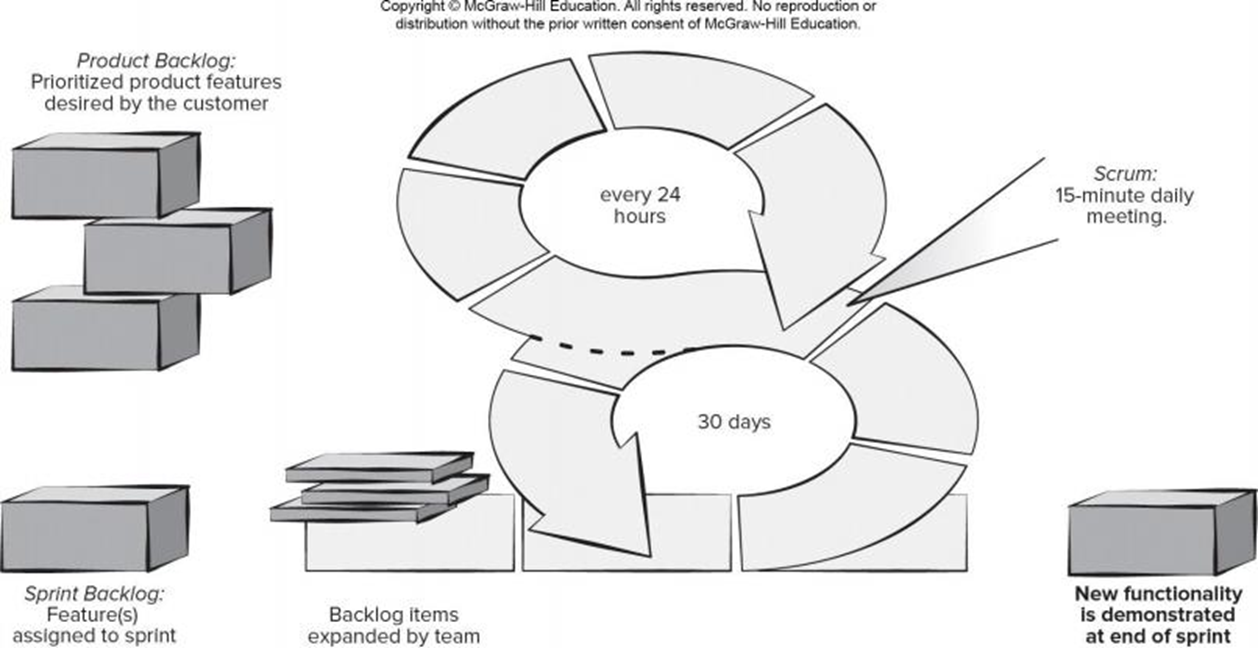 Copyright © McGraw-Hill Education. All rights reserved. No reproduction or
distribution without the prior written consent of McGraw-Hill Education.
Product Backlog:
Prioritized product features
desired by the customer
every 24
hours
Scrum:
15-minute daily
meeting.
30 days
Sprint Backlog:
Feature(s)
assigned to sprint
Backlog items
expanded by team
New functionality
is demonstrated
at end of sprint